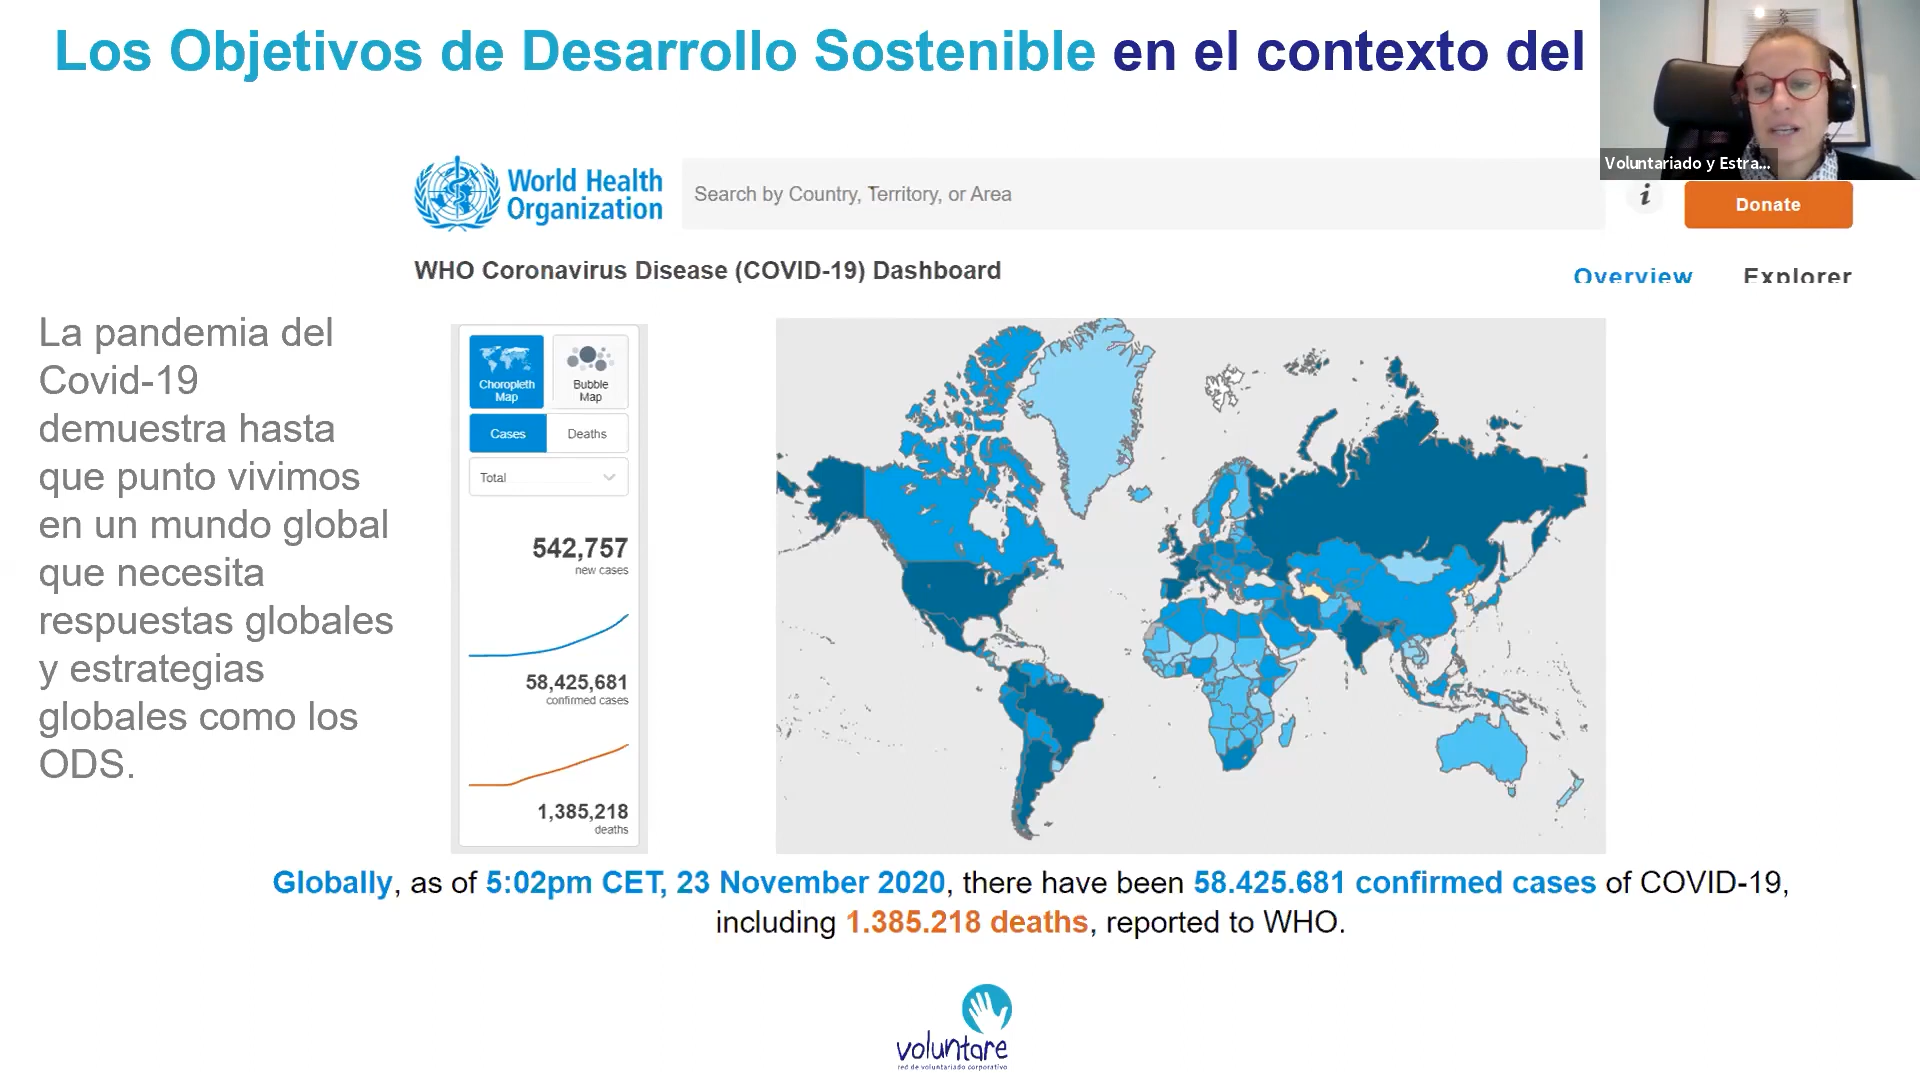 Los Objetivos de Desarrollo Sostenible en el contexto del
Voluntariado y Estra...
World Health
Organization
Search by Country, Territory, or Area
i
Donate
WHO Coronavirus Disease (COVID-19) Dashboard
Overview
Explorer
La pandemia del
Covid-19
demuestra hasta
que punto vivimos
en un mundo global
que necesita
respuestas globales
y estrategias
globales como los
ODS.
Choropleth
Map
Bubble
Map
Cases
Deaths
Total
542,757
new cases
58,425,681
confirmed cases
1,385,218
deaths
Globally, as of 5:02pm CET, 23 November 2020, there have been 58.425.681 confirmed cases of COVID-19,
including 1.385.218 deaths, reported to WHO.
voluntare
red de voluntariado corporativo